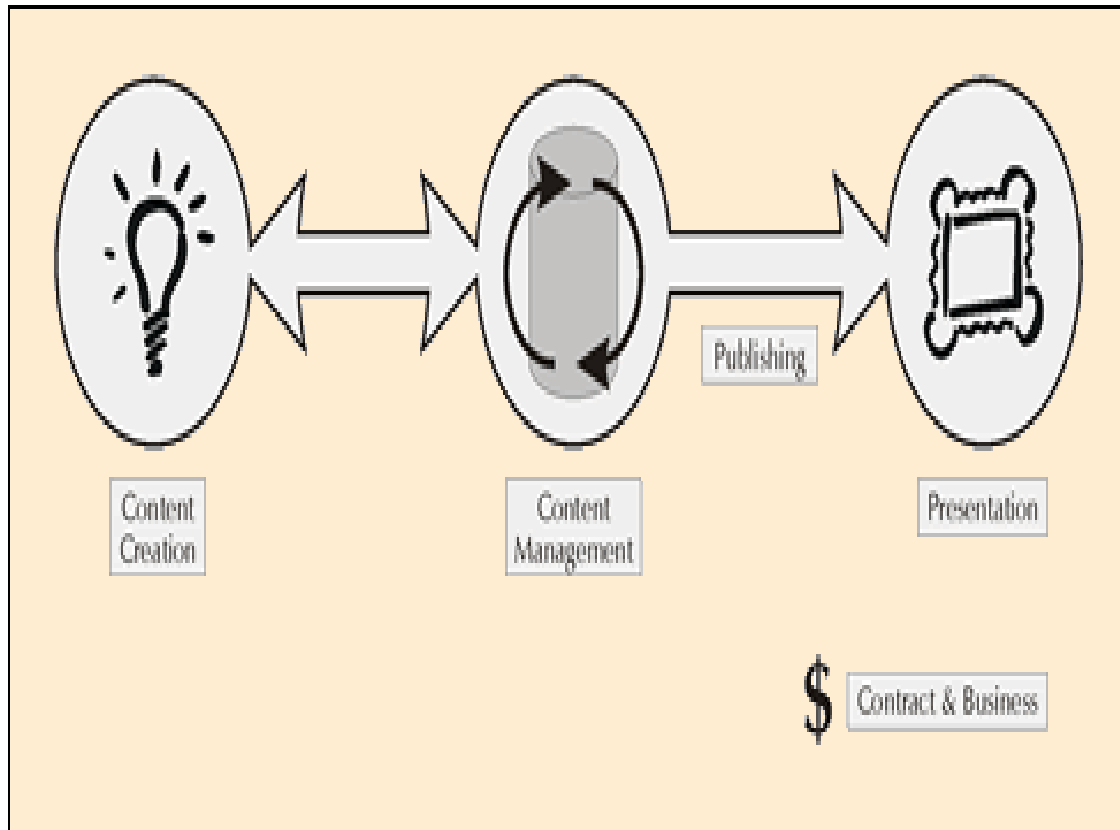 Publishing
Content
Creation
Content
Management
Presentation
$ Contract & Business